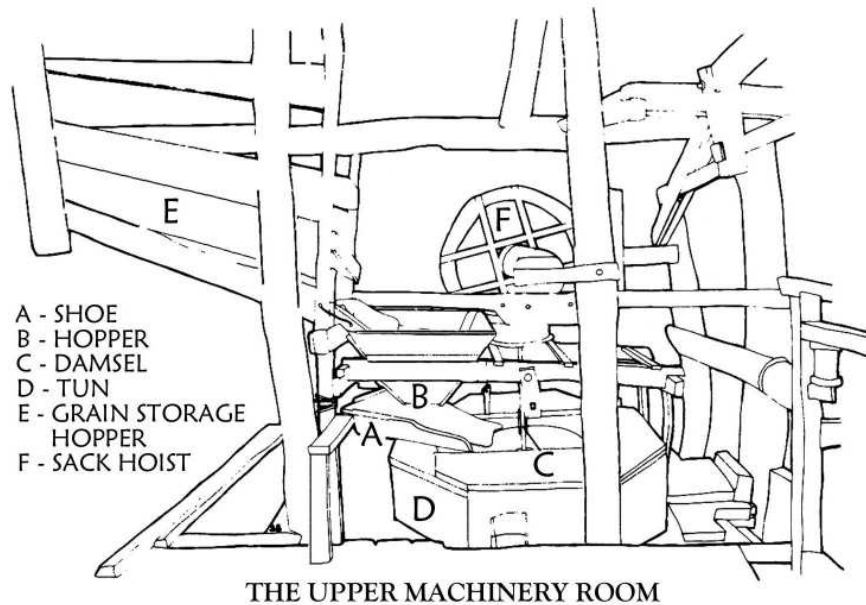 E
F
A - SHOE
B - HOPPER
C - DAMSEL
D - TUN
E - GRAIN STORAGE
HOPPER
F - SACK HOIST
B
A
C
D
THE UPPER MACHINERY ROOM